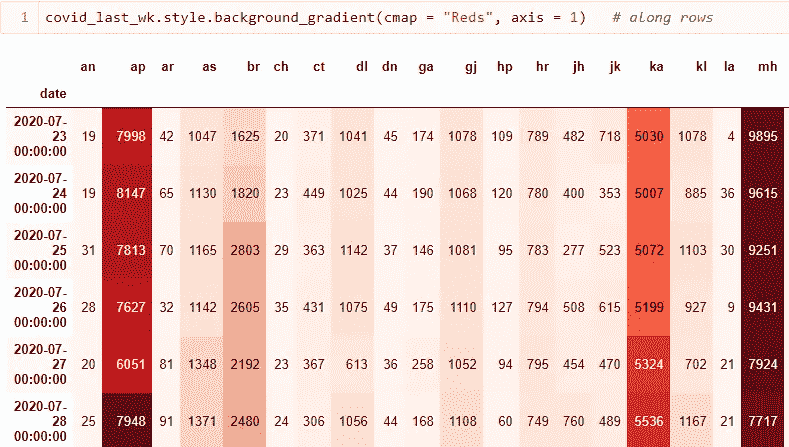 1 covid_last_wk.style.background_gradient(cmap = "Reds", axis = 1) # along rows
an ap ar as br ch ct dl dn ga gj hp hr jh jk ka kl la mh
date
2020-07-
23 19 7998 42 1047 1625 20 371 1041 45 174 1078 109 789 482 718 5030 1078 4 9895
00:00:00
2020-07-
24 19 8147 65 1130 1820 23 449 1025 44 190 1068 120 780 400 353 5007 885 36 9615
00:00:00
2020-07-
25 31 7813 70 1165 2803 29 363 1142 37 146 1081 95 783 277 523 5072 1103 30 9251
00:00:00
2020-07-
26 28 7627 32 1142 2605 35 431 1075 49 175 1110 127 794 508 615 5199 927 9 9431
00:00:00
2020-07-
27 20 6051 81 1348 2192 23 367 613 36 258 1052 94 795 454 470 5324 702 21 7924
00:00:00
2020-07-
28 25 7948 91 1371 2480 24 306 1056 44 168 1108 60 749 760 489 5536 1167 21 7717
00:00:00